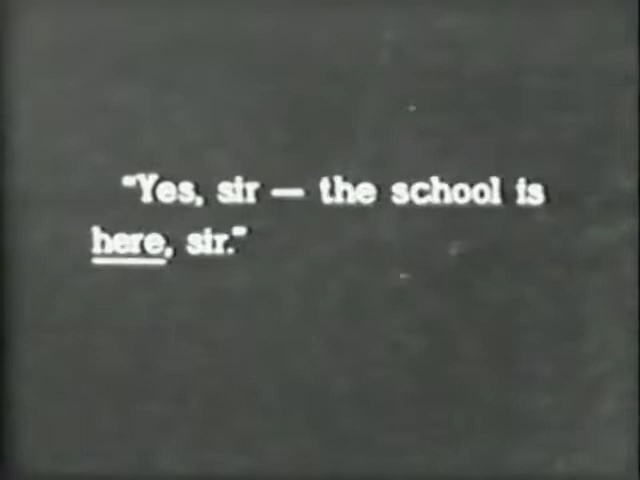 "Yes, sir — the school is
here, sir."